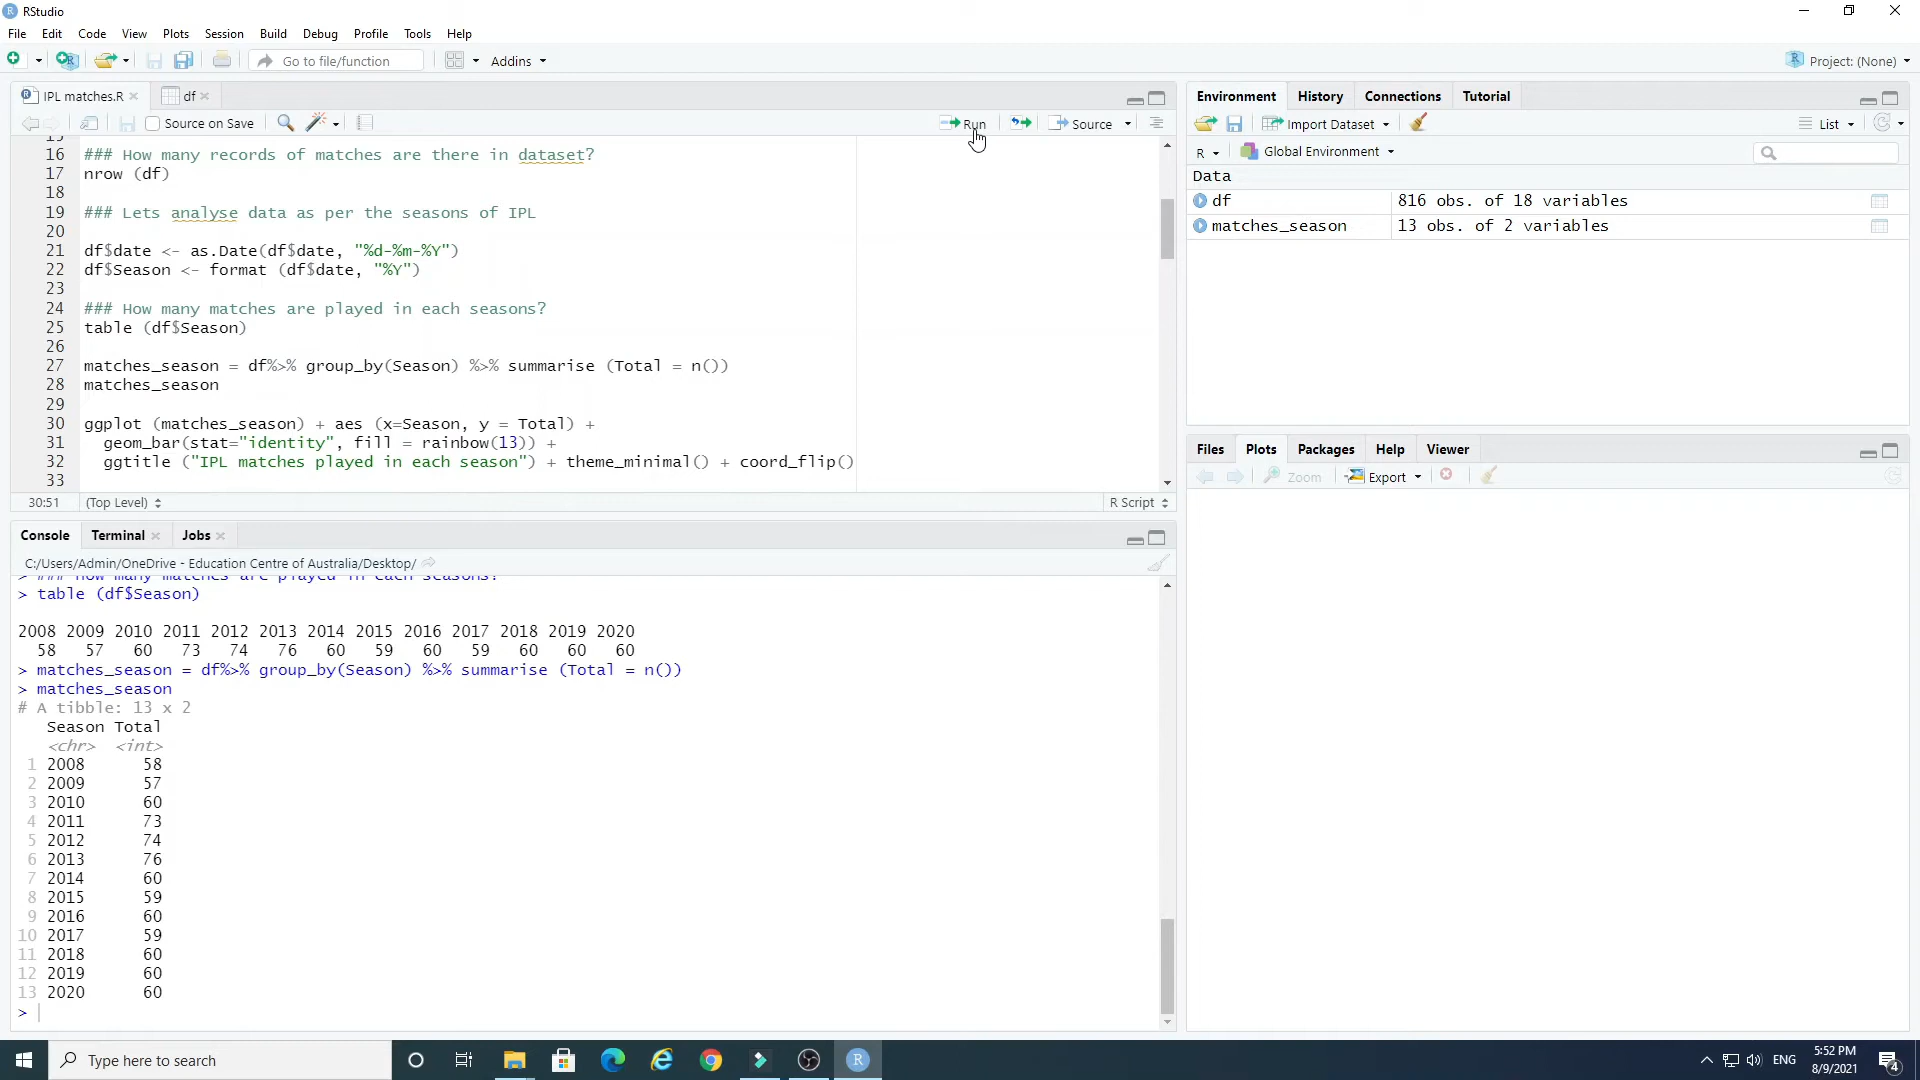 RStudio
File Edit Code View Plots Session Build Debug Profile Tools Help
Go to file/function Addins Project: (None)
IPL matches.R df
Source on Save Run Source
15
16 ### How many records of matches are there in dataset?
17 nrow (df)
18
19 ### Lets analyse data as per the seasons of IPL
20
21 df$date <- as.Date(df$date, "%d-%m-%Y")
22 df$Season <- format (df$date, "%Y")
23
24 ### How many matches are played in each seasons?
25 table (df$Season)
26
27 matches_season = df%>% group_by(Season) %>% summarise (Total = n())
28 matches_season
29
30 ggplot (matches_season) + aes (x=Season, y = Total) +
31 geom_bar(stat="identity", fill = rainbow(13)) +
32 ggtitle ("IPL matches played in each season") + theme_minimal() + coord_flip()
33
30:51 (Top Level) R Script
Console Terminal Jobs
C:/Users/Admin/OneDrive - Education Centre of Australia/Desktop/
> ### How many matches are played in each seasons?
> table (df$Season)
2008 2009 2010 2011 2012 2013 2014 2015 2016 2017 2018 2019 2020
58 57 60 73 74 76 60 59 60 59 60 60 60
> matches_season = df%>% group_by(Season) %>% summarise (Total = n())
> matches_season
# A tibble: 13 x 2
Season Total
<chr> <int>
1 2008 58
2 2009 57
3 2010 60
4 2011 73
5 2012 74
6 2013 76
7 2014 60
8 2015 59
9 2016 60
10 2017 59
11 2018 60
12 2019 60
13 2020 60
>
Environment History Connections Tutorial
Import Dataset List
R Global Environment
Data
df 816 obs. of 18 variables
matches_season 13 obs. of 2 variables
Files Plots Packages Help Viewer
Zoom Export
Type here to search
ENG
5:52 PM
8/9/2021
4